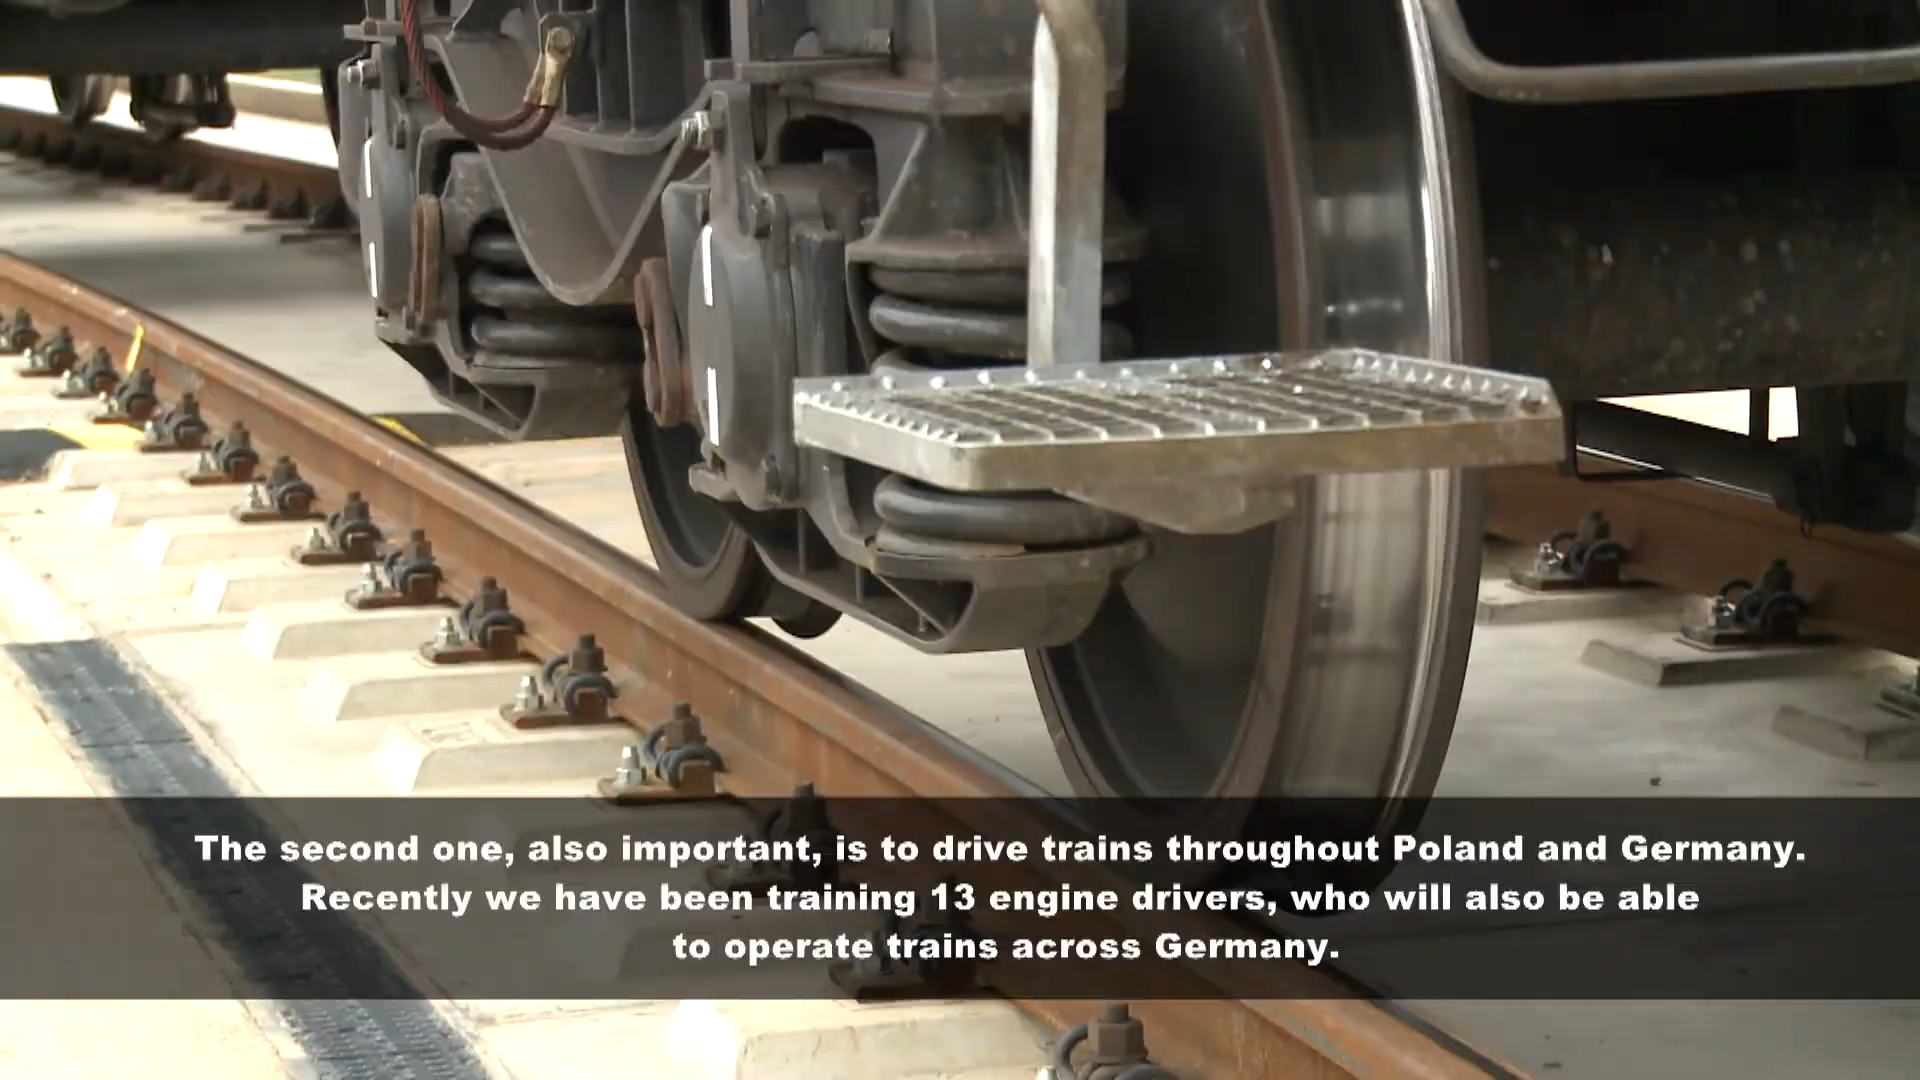 The second one, also important, is to drive trains throughout Poland and Germany.
Recently we have been training 13 engine drivers, who will also be able
to operate trains across Germany.